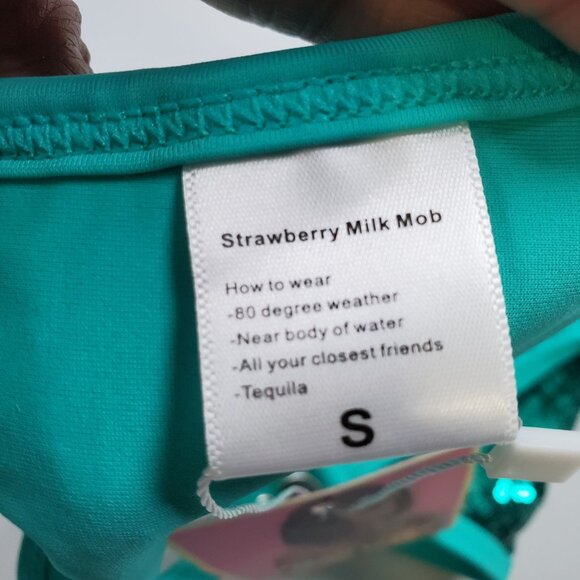 Strawberry Milk Mob
How to wear
-80 degree weather
-Near body of water
-All your closest friends
-Tequila
S